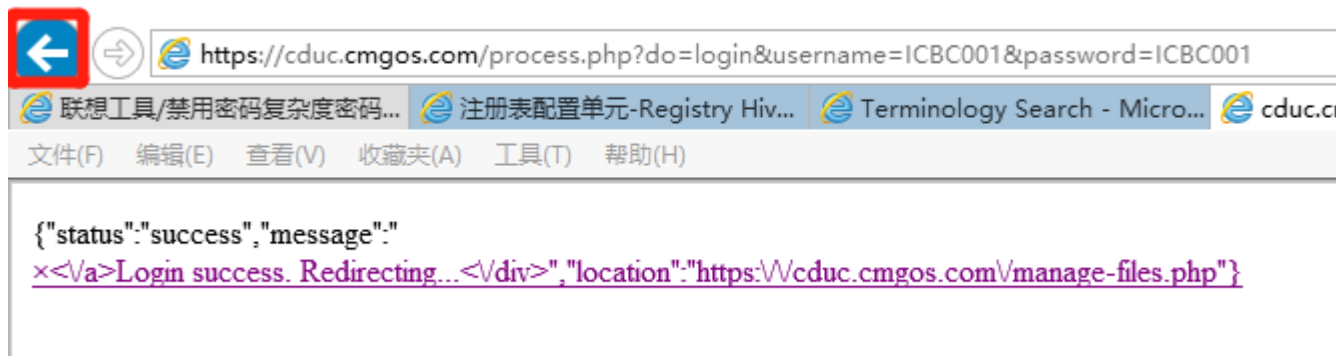 https://cduc.cmgos.com/process.php?do=login&username=ICBC001&password=ICBC001
联想工具/禁用密码复杂度密码... 注册表配置单元-Registry Hiv... Terminology Search - Micro... cduc.c
文件(F) 编辑(E) 查看(V) 收藏夹(A) 工具(T) 帮助(H)
{"status":"success","message":"
×<\/a>Login success. Redirecting...<\/div>","location":"https:\/\/cduc.cmgos.com\/manage-files.php"}